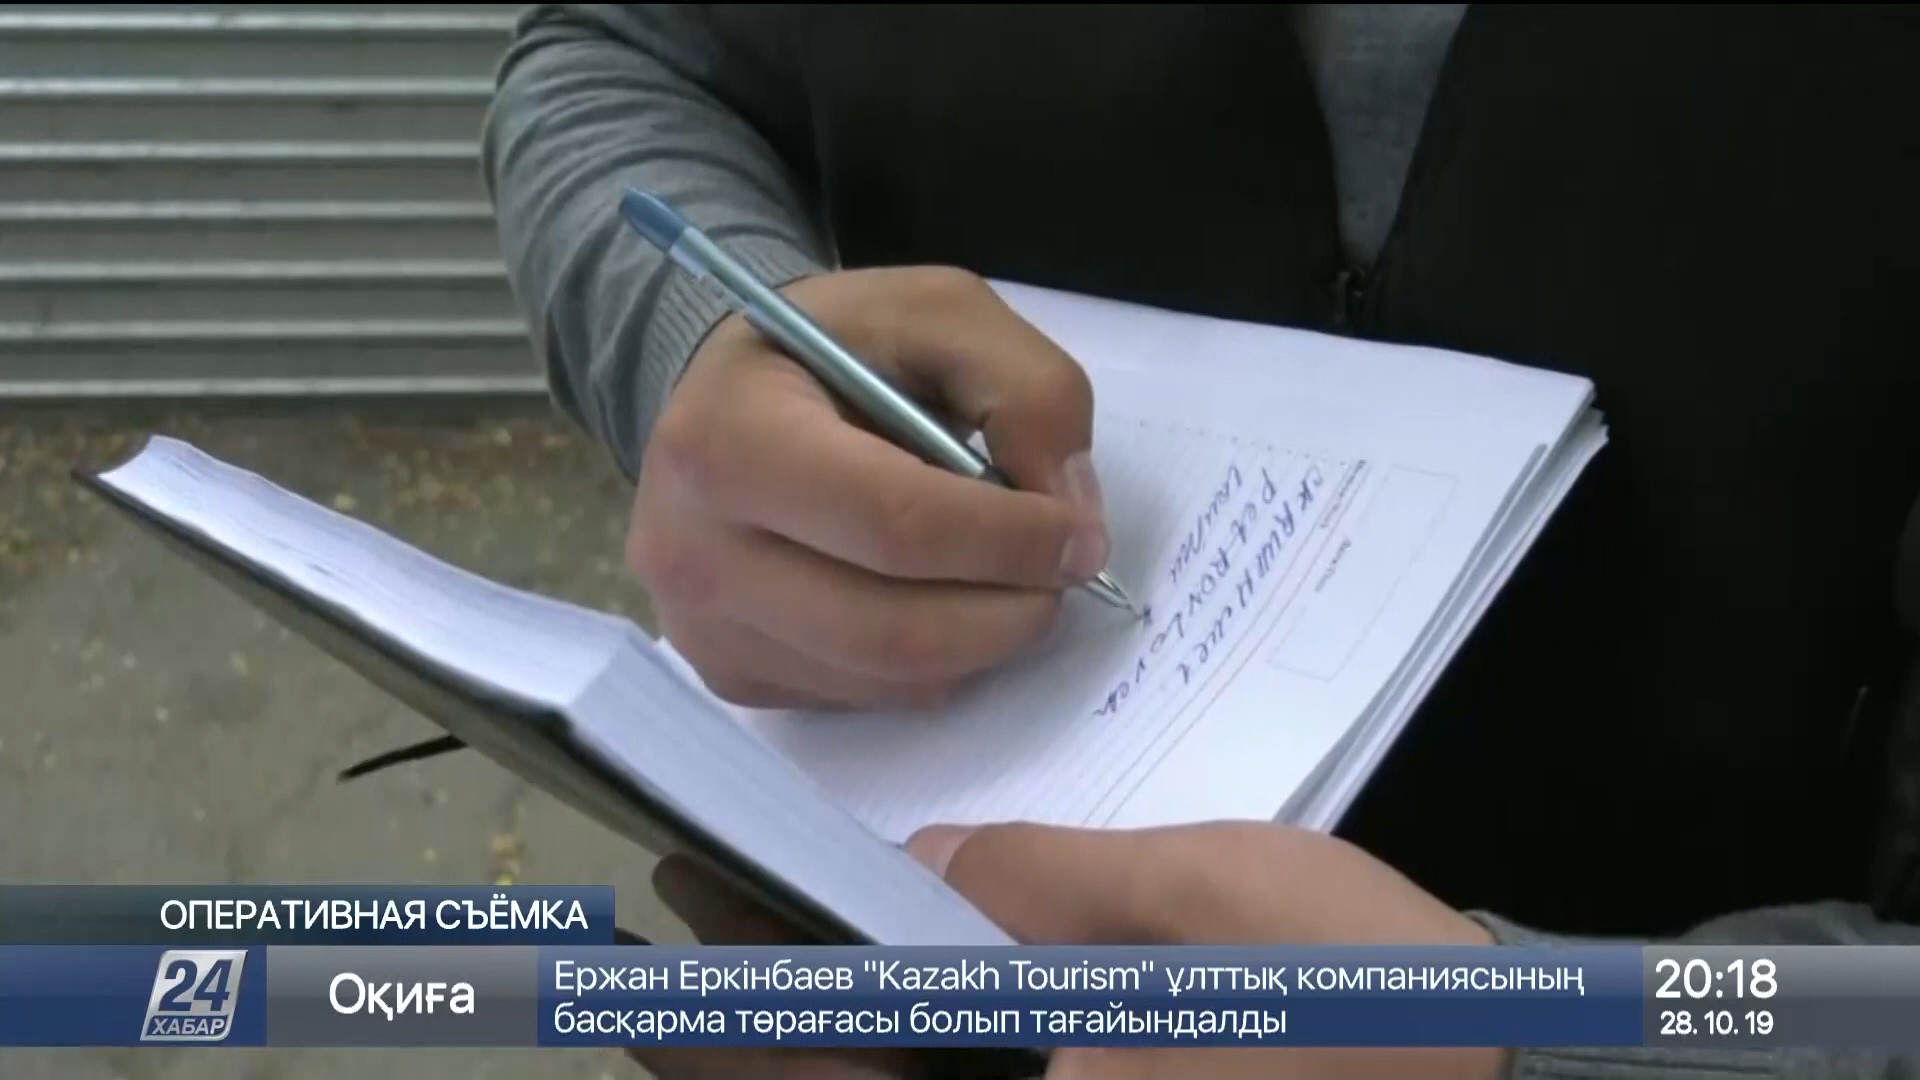 ОПЕРАТИВНАЯ СЪЁМКА
24
ХАБАР
Оқиға
Ержан Еркінбаев "Kazakh Tourism" ұлттық компаниясының
басқарма төрағасы болып тағайындалды
20:18
28. 10. 19